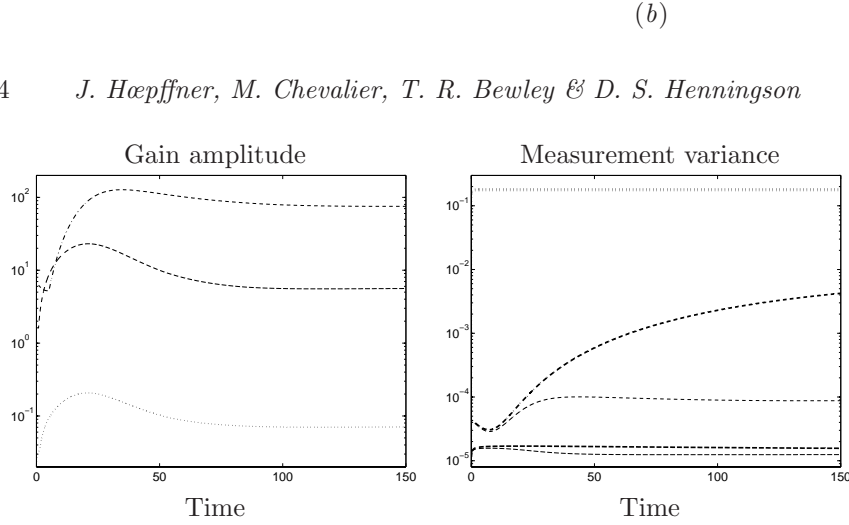 (b)
4 J. Hœpffner, M. Chevalier, T. R. Bewley & D. S. Henningson
Gain amplitude
Measurement variance
10^2
10^1
10^0
10^−1
0 50 100 150
Time
10^−1
10^−2
10^−3
10^−4
10^−5
0 50 100 150
Time